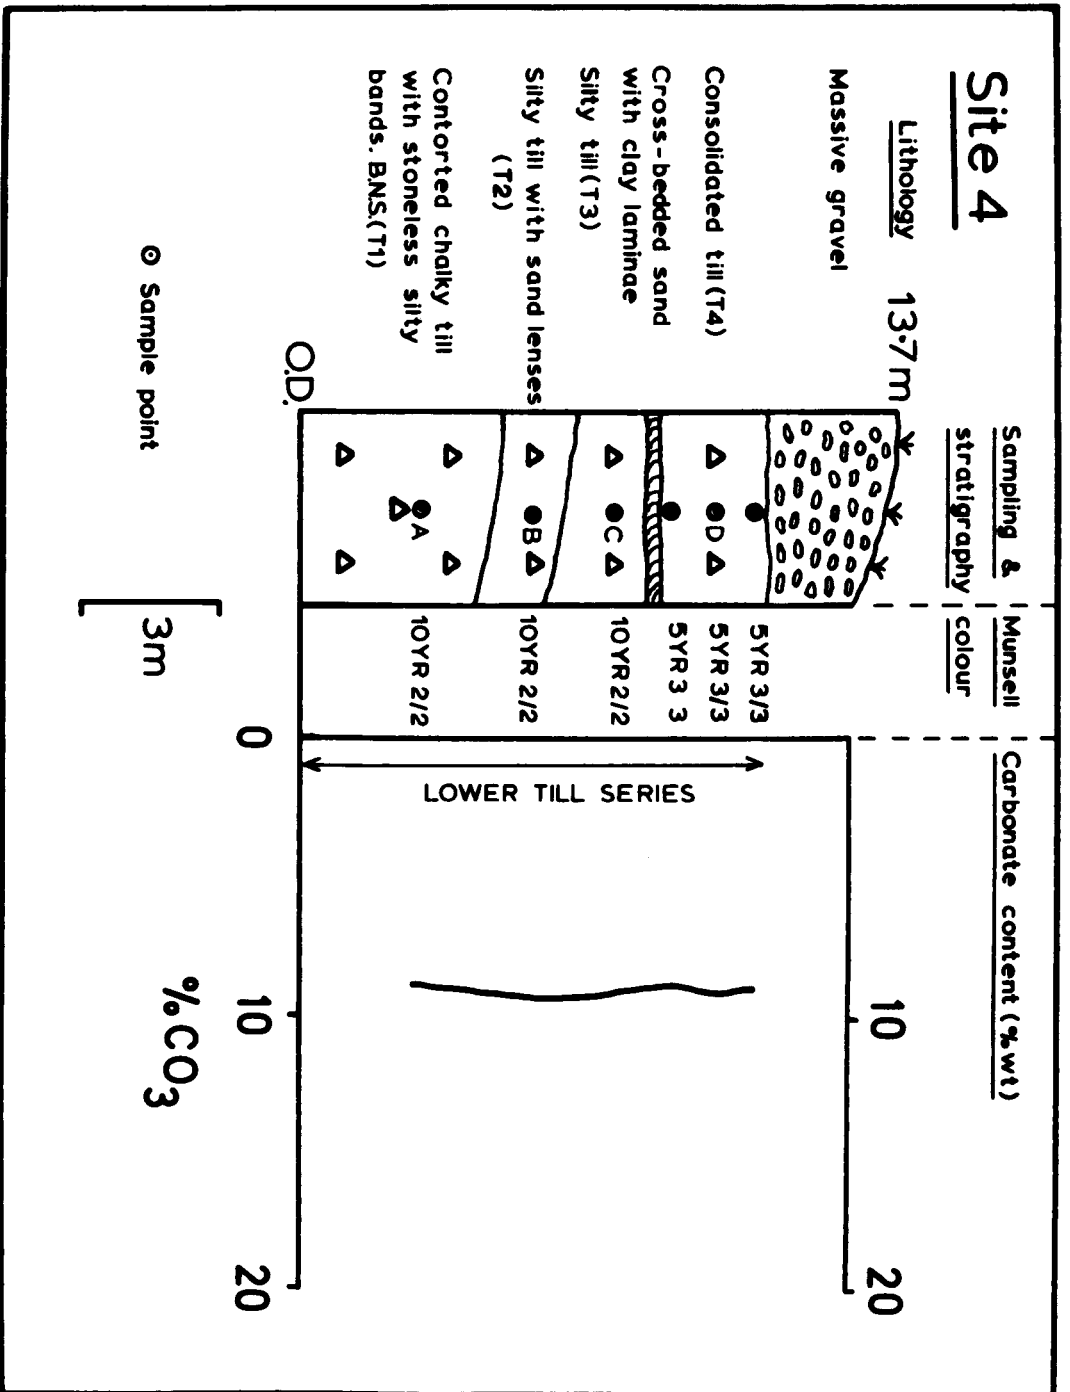 Site 4
Lithology
13·7m
Sampling &
stratigraphy
Munsell
colour
Carbonate content (%wt)
Massive gravel
Consolidated till (T4)
Cross-bedded sand
with clay laminae
Silty till (T3)
Silty till with sand lenses
(T2)
Contorted chalky till
with stoneless silty
bands. B.N.S. (T1)
O.D.
D
C
B
A
5YR 3/3
5YR 3/3
5YR 3 3
10YR 2/2
10YR 2/2
10YR 2/2
LOWER TILL SERIES
10
20
0
10
20
%CO3
Sample point
3m